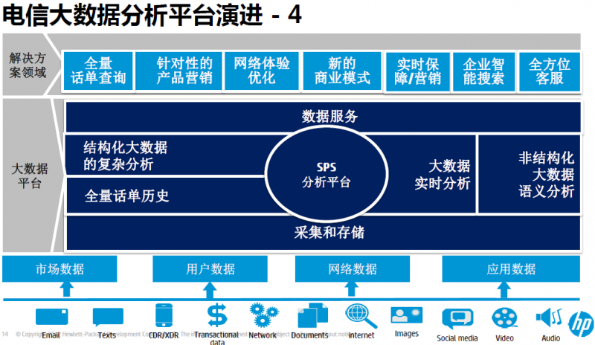 电信大数据分析平台演进 - 4
解决方
案领域
全量
话单查询
针对性的
产品营销
网络体验
优化
新的
商业模式
实时保
障/营销
企业智
能搜索
全方位
客服
大数据
平台
数据服务
结构化大数据
的复杂分析
全量话单历史
SPS
分析平台
大数据
实时分析
非结构化
大数据
语义分析
采集和存储
市场数据
用户数据
网络数据
应用数据
Email
Texts
CDR/XDR
Transactional
data
Network
Documents
Internet
Images
Social media
Video
Audio
hp
14 © Copyright Hewlett-Packard Development